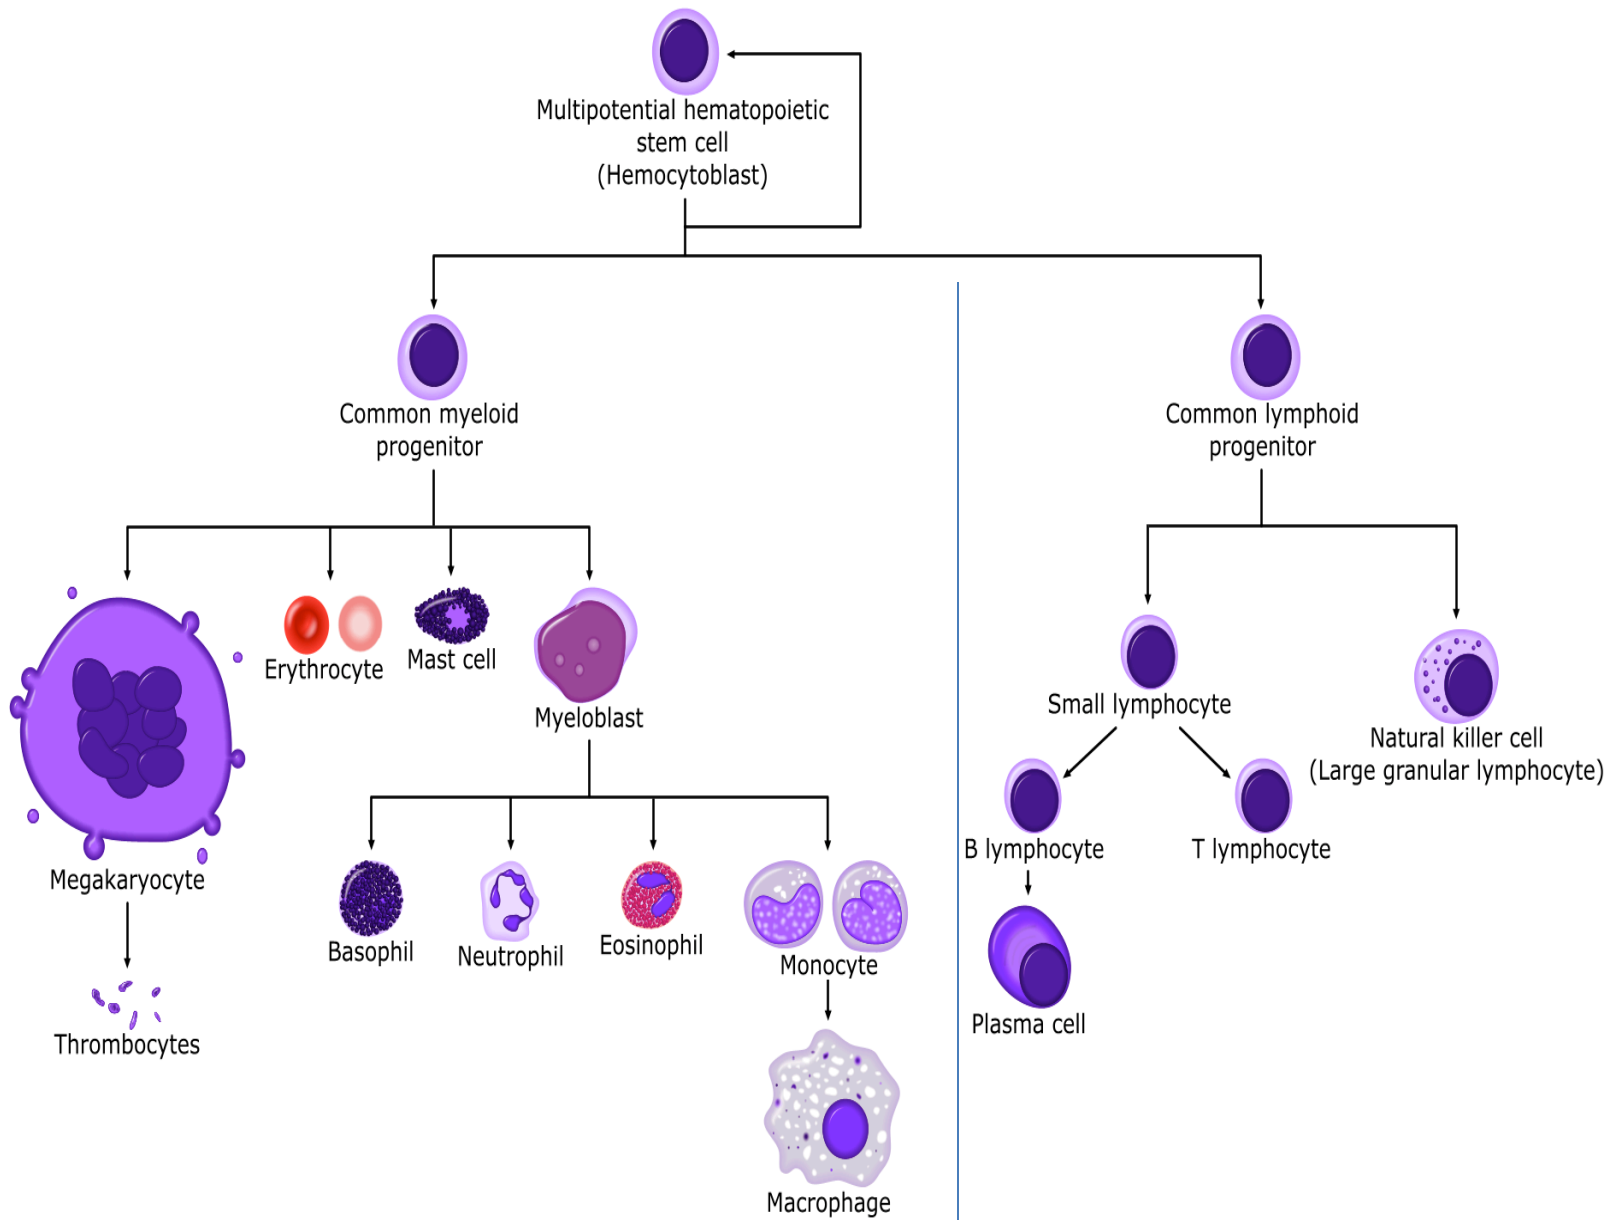 Multipotential hematopoietic
stem cell
(Hemocytoblast)
Common myeloid
progenitor
Common lymphoid
progenitor
Erythrocyte
Mast cell
Myeloblast
Small lymphocyte
Natural killer cell
(Large granular lymphocyte)
B lymphocyte
T lymphocyte
Megakaryocyte
Basophil
Neutrophil
Eosinophil
Monocyte
Plasma cell
Thrombocytes
Macrophage